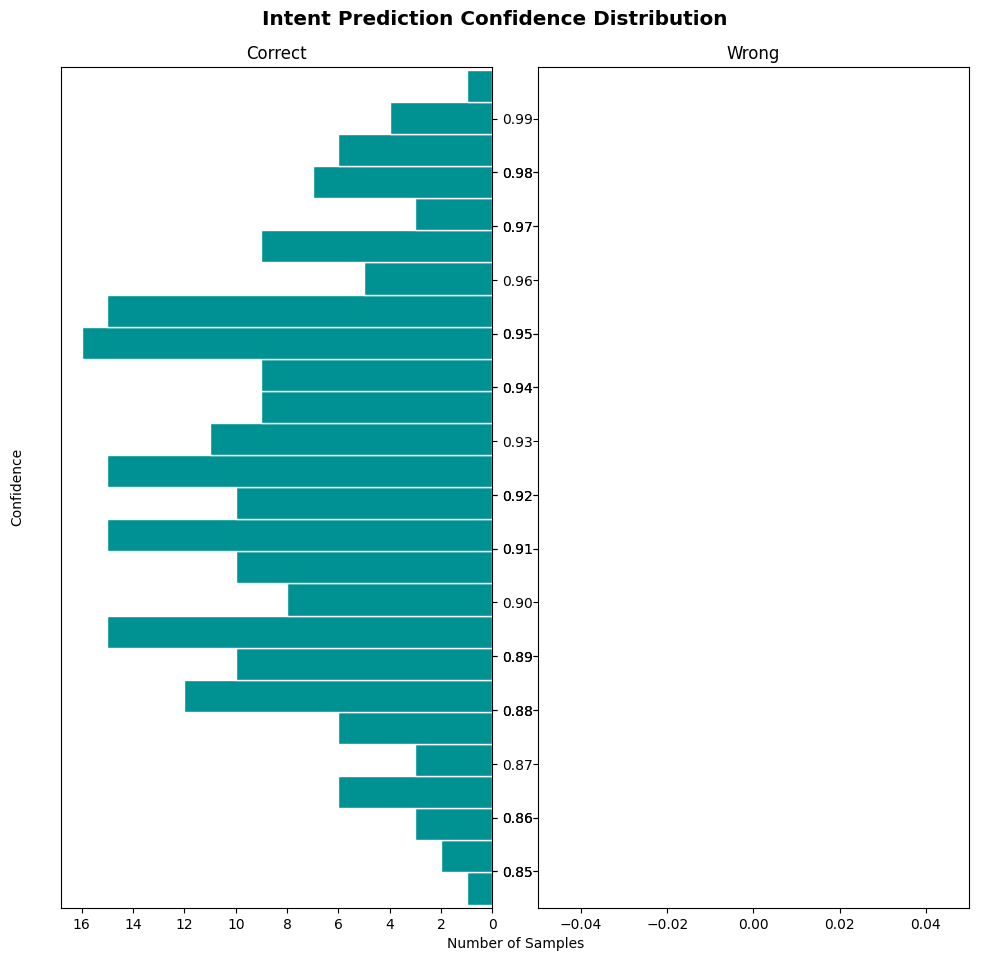 Intent Prediction Confidence Distribution
Correct
Wrong
0.99
0.98
0.97
0.96
0.95
0.94
0.93
0.92
0.91
0.90
0.89
0.88
0.87
0.86
0.85
Confidence
16 14 12 10 8 6 4 2 0
−0.04 −0.02 0.00 0.02 0.04
Number of Samples